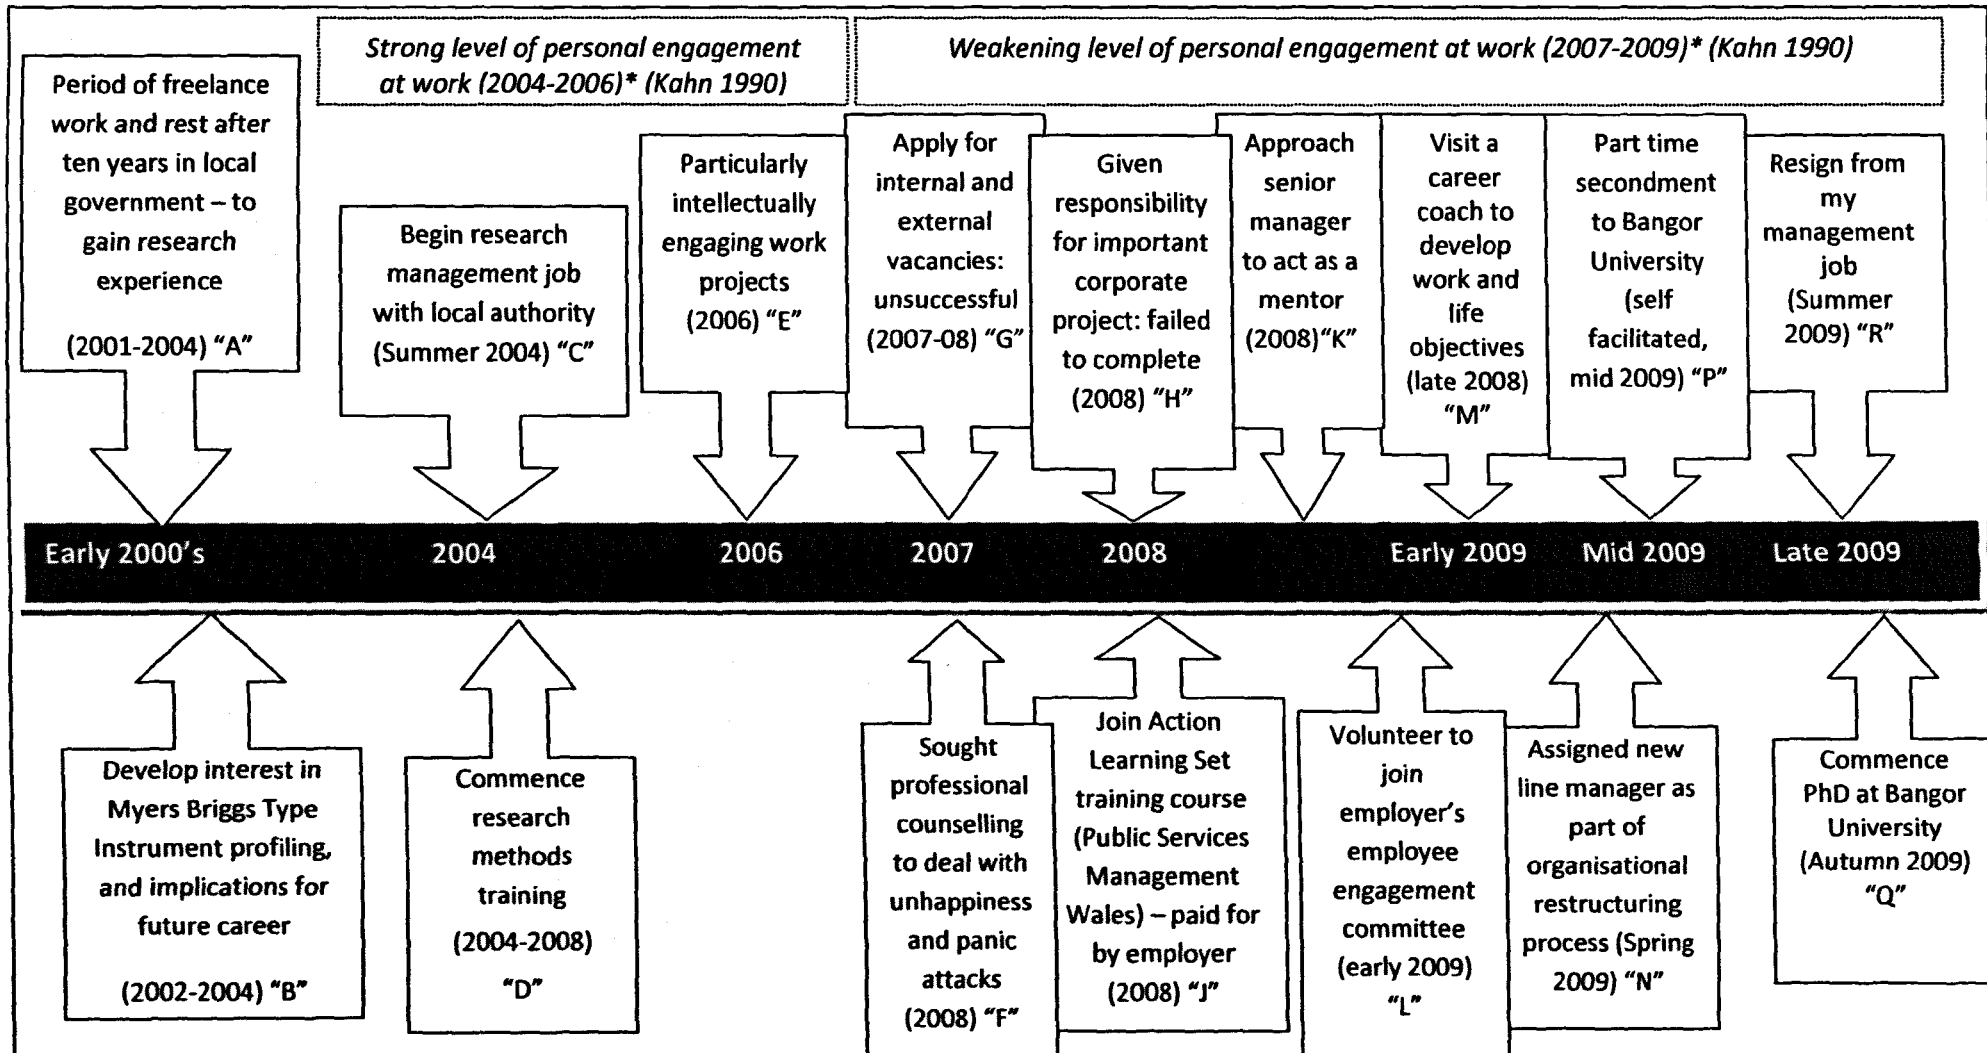 Strong level of personal engagement
at work (2004-2006)* (Kahn 1990)
Weakening level of personal engagement at work (2007-2009)* (Kahn 1990)
Period of freelance
work and rest after
ten years in local
government – to
gain research
experience
(2001-2004) “A”
Begin research
management job
with local authority
(Summer 2004) “C”
Particularly
intellectually
engaging work
projects
(2006) “E”
Apply for
internal and
external
vacancies:
unsuccessful
(2007-08) “G”
Given
responsibility
for important
corporate
project: failed
to complete
(2008) “H”
Approach
senior
manager
to act as a
mentor
(2008)“K”
Visit a
career
coach to
develop
work and
life
objectives
(late 2008)
“M”
Part time
secondment
to Bangor
University
(self
facilitated,
mid 2009) “P”
Resign from
my
management
job
(Summer
2009) “R”
Early 2000's
2004
2006
2007
2008
Early 2009
Mid 2009
Late 2009
Develop interest in
Myers Briggs Type
Instrument profiling,
and implications for
future career
(2002-2004) “B”
Commence
research
methods
training
(2004-2008)
“D”
Sought
professional
counselling
to deal with
unhappiness
and panic
attacks
(2008) “F”
Join Action
Learning Set
training course
(Public Services
Management
Wales) – paid for
by employer
(2008) “J”
Volunteer to
join
employer's
employee
engagement
committee
(early 2009)
“L”
Assigned new
line manager as
part of
organisational
restructuring
process (Spring
2009) “N”
Commence
PhD at Bangor
University
(Autumn 2009)
“Q”